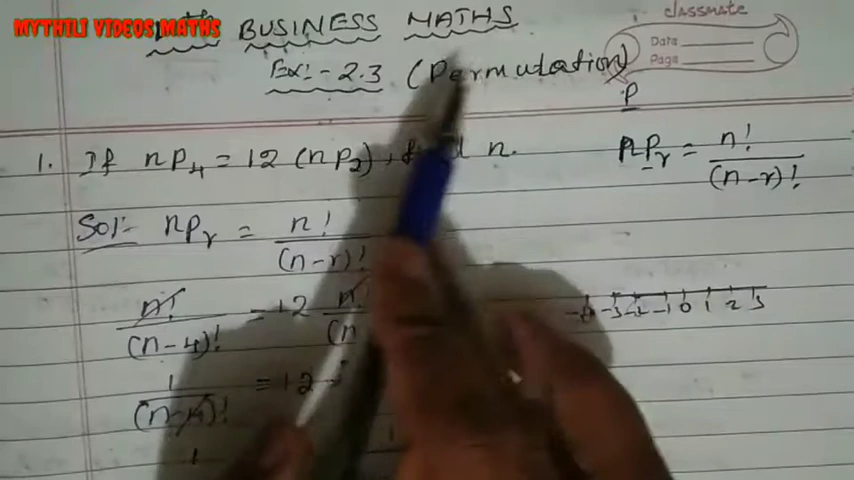 MYTHILI VIDEOS MATHS
BUSINESS MATHS
Ex:- 2.3 (Permutation)
classmate
Date
Page
P
1. If nP₄ = 12 (nP₂), n.
nPᵣ = n! / (n-r)!
Sol:- nPᵣ = n! / (n-r)!
n! / (n-4)! = 12 n! / (n
-3 -2 -1 0 1 2 3
1 / (n-4)! = 12
1